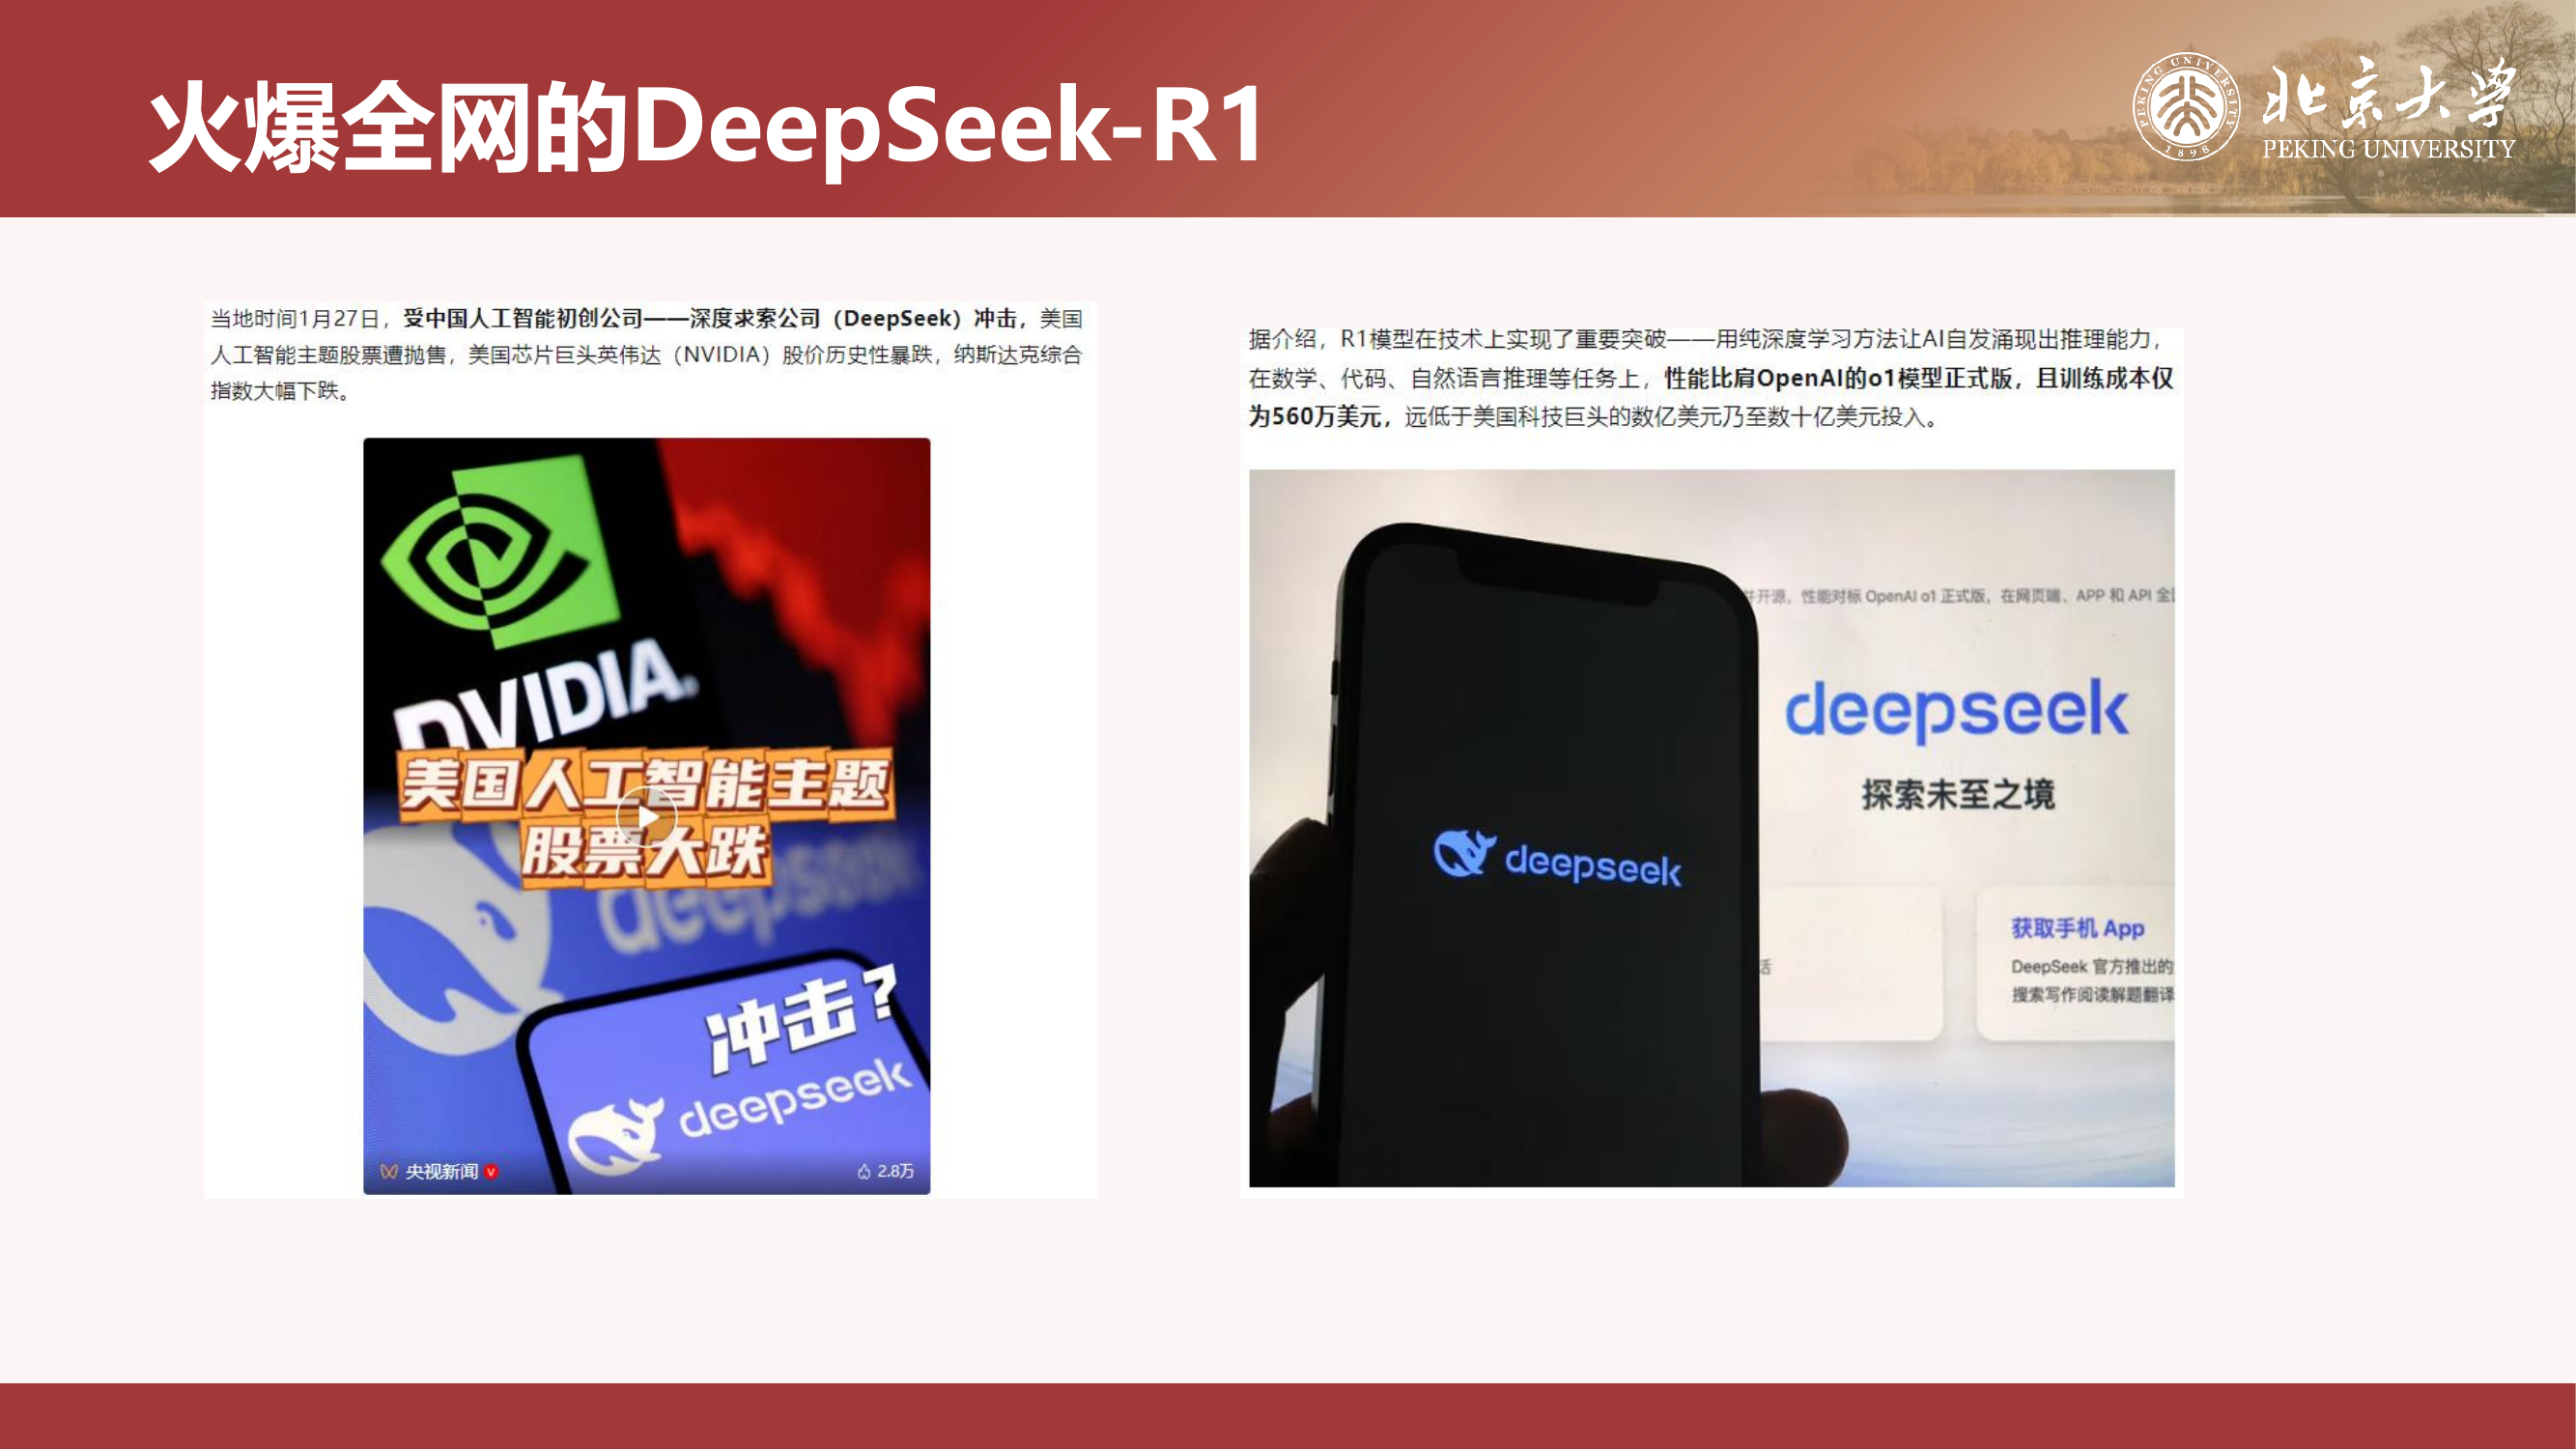 火爆全网的DeepSeek-R1
PEKING UNIVERSITY
1898
北京大学
PEKING UNIVERSITY
当地时间1月27日，受中国人工智能初创公司——深度求索公司（DeepSeek）冲击，美国
人工智能主题股票遭抛售，美国芯片巨头英伟达（NVIDIA）股价历史性暴跌，纳斯达克综合
指数大幅下跌。
NVIDIA.
美国人工智能主题
股票大跌
deepseek
冲击？
deepseek
央视新闻
2.8万
据介绍，R1模型在技术上实现了重要突破——用纯深度学习方法让AI自发涌现出推理能力，
在数学、代码、自然语言推理等任务上，性能比肩OpenAI的o1模型正式版，且训练成本仅
为560万美元，远低于美国科技巨头的数亿美元乃至数十亿美元投入。
开源，性能对标 OpenAI o1 正式版，在网页端、APP 和 API 全
deepseek
探索未至之境
deepseek
获取手机 App
话
DeepSeek 官方推出的
搜索写作阅读解题翻译